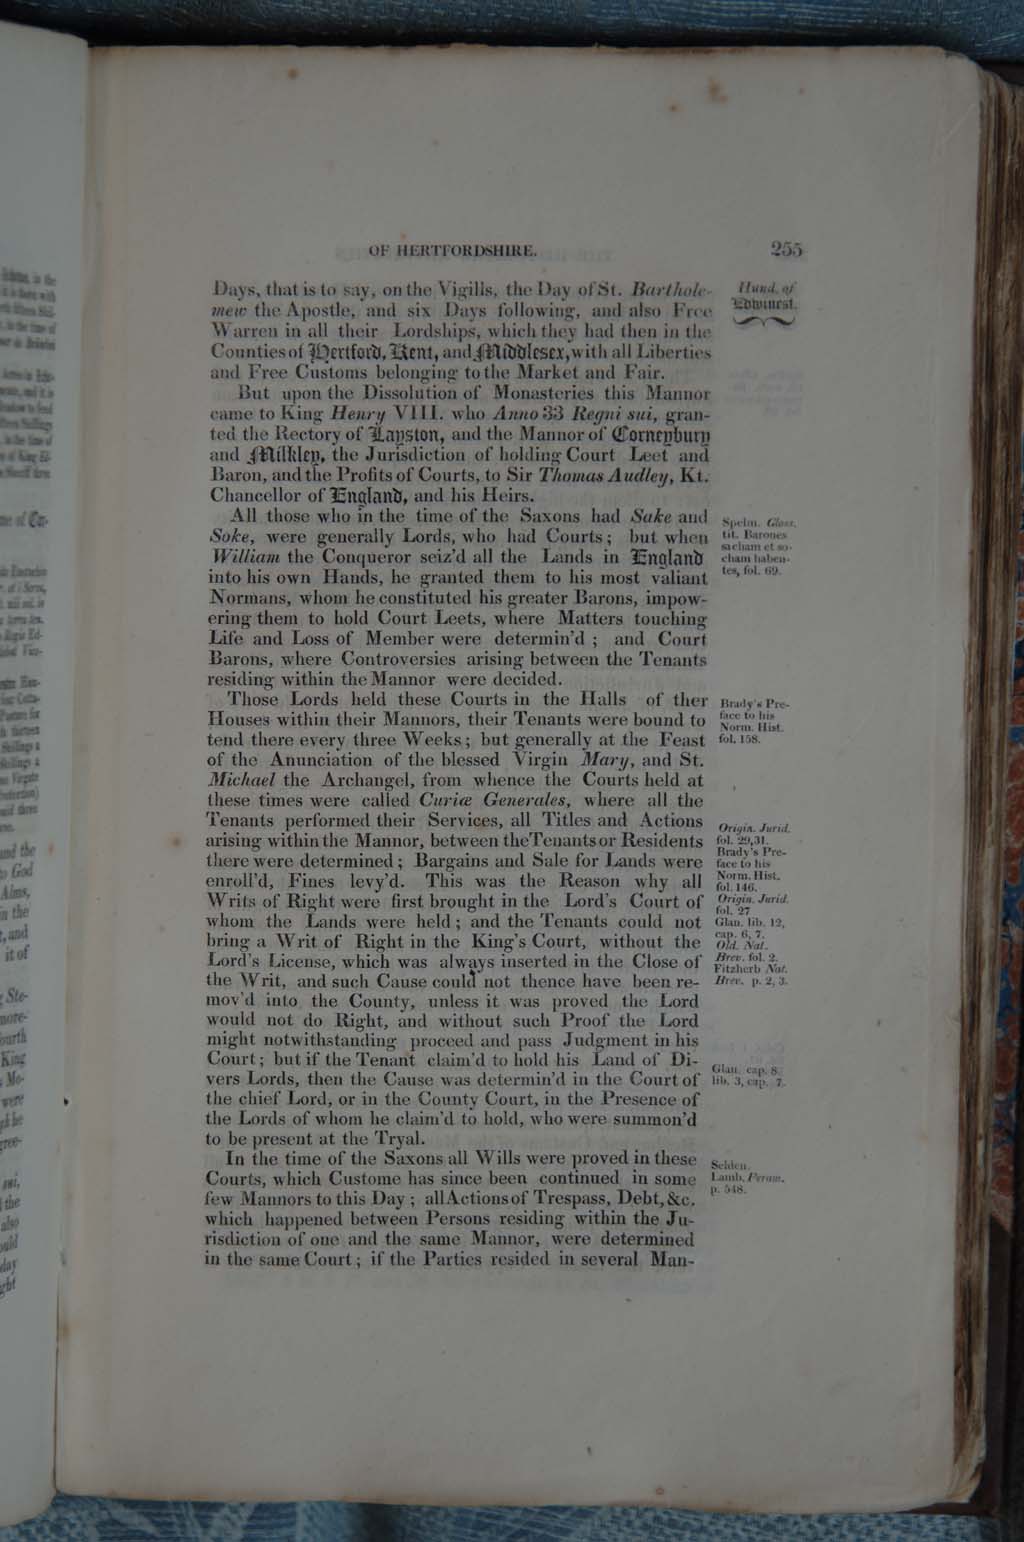 OF HERTFORDSHIRE. 255
Days, that is to say, on the Vigills, the Day of St. Barthole-
mew the Apostle, and six Days following, and also Free
Warren in all their Lordships, which they had then in the
Counties of Hertford, Kent, and Middlesex, with all Liberties
and Free Customs belonging to the Market and Fair.
But upon the Dissolution of Monasteries this Mannor
came to King Henry VIII. who Anno 33 Regni sui, gran-
ted the Rectory of Layston, and the Mannor of Corneybury
and Milkley, the Jurisdiction of holding Court Leet and
Baron, and the Profits of Courts, to Sir Thomas Audley, Kt.
Chancellor of England, and his Heirs.
All those who in the time of the Saxons had Sake and
Soke, were generally Lords, who had Courts; but when
William the Conqueror seiz'd all the Lands in England
into his own Hands, he granted them to his most valiant
Normans, whom he constituted his greater Barons, impow-
ering them to hold Court Leets, where Matters touching
Life and Loss of Member were determin'd ; and Court
Barons, where Controversies arising between the Tenants
residing within the Mannor were decided.
Those Lords held these Courts in the Halls of ther
Houses within their Mannors, their Tenants were bound to
tend there every three Weeks; but generally at the Feast
of the Anunciation of the blessed Virgin Mary, and St.
Michael the Archangel, from whence the Courts held at
these times were called Curiæ Generales, where all the
Tenants performed their Services, all Titles and Actions
arising within the Mannor, between the Tenants or Residents
there were determined; Bargains and Sale for Lands were
enroll'd, Fines levy'd. This was the Reason why all
Writs of Right were first brought in the Lord's Court of
whom the Lands were held; and the Tenants could not
bring a Writ of Right in the King's Court, without the
Lord's License, which was always inserted in the Close of
the Writ, and such Cause could not thence have been re-
mov'd into the County, unless it was proved the Lord
would not do Right, and without such Proof the Lord
might notwithstanding proceed and pass Judgment in his
Court; but if the Tenant claim'd to hold his Land of Di-
vers Lords, then the Cause was determin'd in the Court of
the chief Lord, or in the County Court, in the Presence of
the Lords of whom he claim'd to hold, who were summon'd
to be present at the Tryal.
In the time of the Saxons all Wills were proved in these
Courts, which Custome has since been continued in some
few Mannors to this Day ; all Actions of Trespass, Debt, &c.
which happened between Persons residing within the Ju-
risdiction of one and the same Mannor, were determined
in the same Court; if the Parties resided in several Man-
Hund. of
Edwinest.
Spelm. Gloss.
tit. Barones
sacham et so-
cham haben-
tes, fol. 69.
Brady's Pre-
face to his
Norm. Hist.
fol. 158.
Origin. Jurid.
fol. 29,31.
Brady's Pre-
face to his
Norm. Hist.
fol. 146.
Origin. Jurid.
fol. 27
Glan. lib. 12,
cap. 6, 7.
Old. Nat.
Brev. fol. 2.
Fitzherb Nat.
Brev. p. 2, 3.
Glan. cap. 8.
lib. 3, cap. 7.
Selden.
Lamb. Peram.
p. 548.